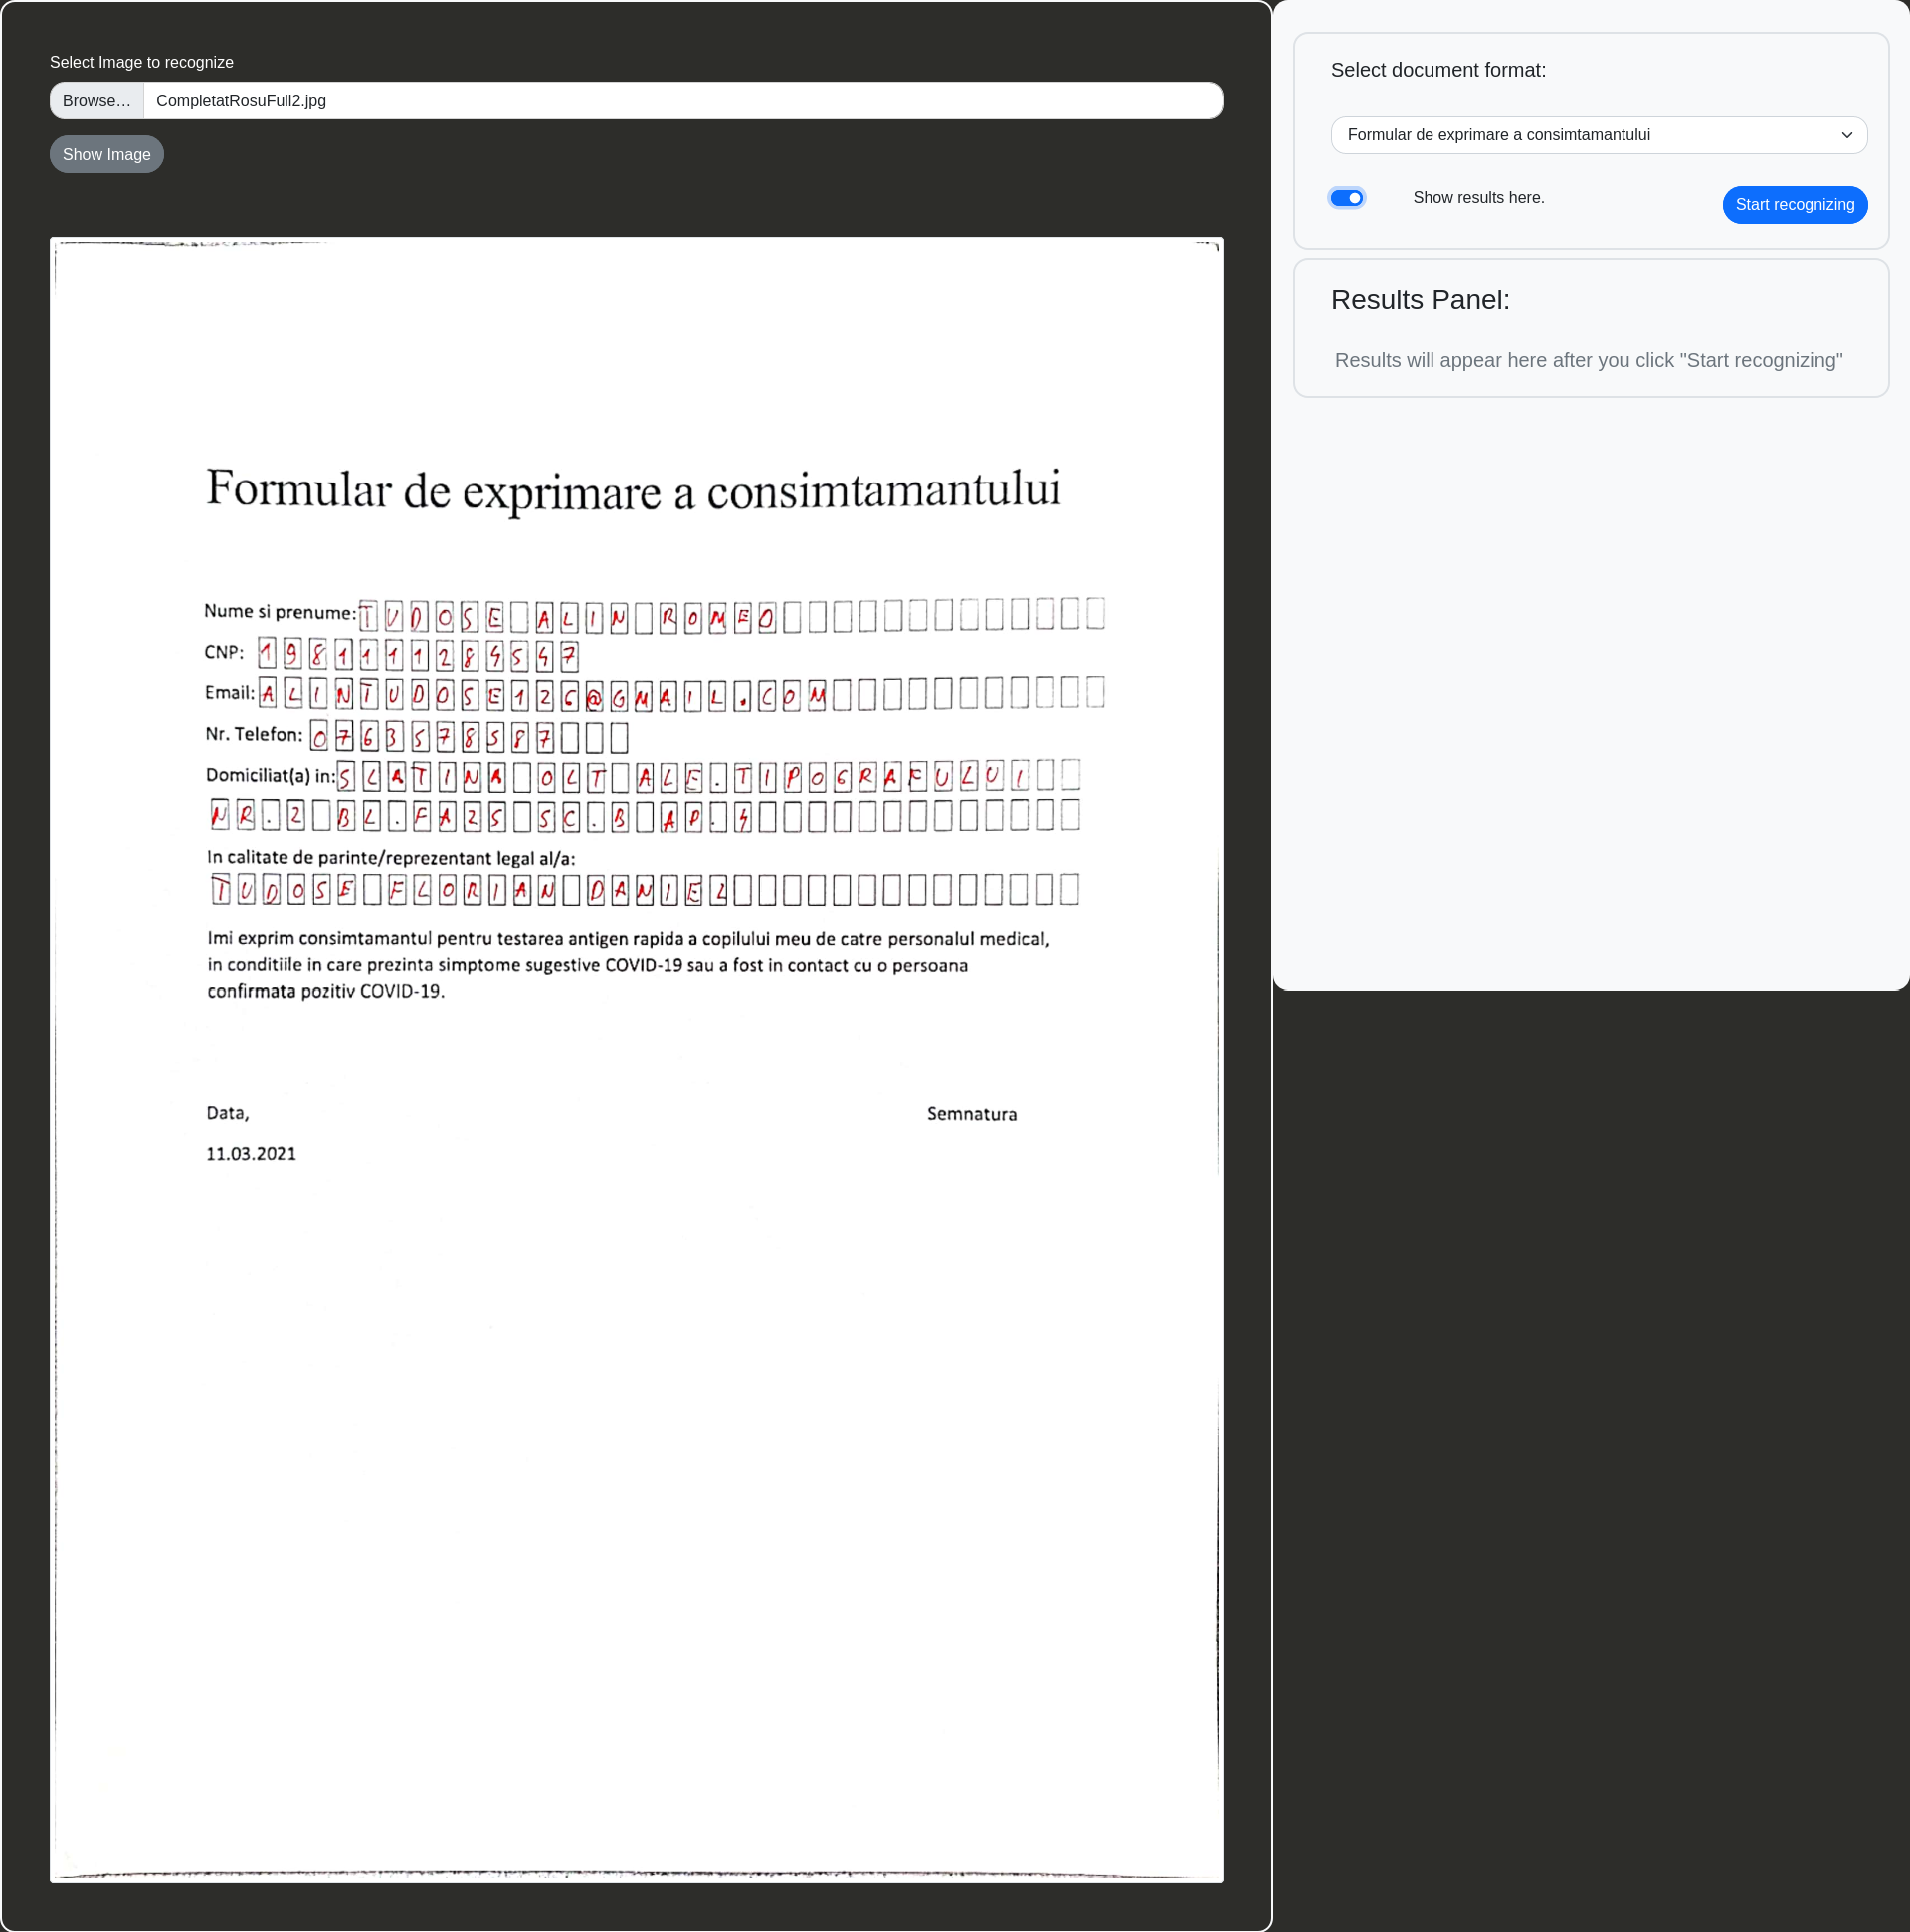 Select Image to recognize
Browse... CompletatRosuFull2.jpg
Show Image
Formular de exprimare a consimtamantului
Nume si prenume: TUDOSE ALIN ROMEO
CNP: 1981111284547
Email: ALINTUDOSE126@GMAIL.COM
Nr. Telefon: 0763578587
Domiciliat(a) in: SLATINA OLT ALE.TIPOGRAFULUI
NR.2 BL.FA25 SC.B AP.4
In calitate de parinte/reprezentant legal al/a:
TUDOSE FLORIAN DANIEL
Imi exprim consimtamantul pentru testarea antigen rapida a copilului meu de catre personalul medical,
in conditiile in care prezinta simptome sugestive COVID-19 sau a fost in contact cu o persoana
confirmata pozitiv COVID-19.
Data, Semnatura
11.03.2021
Select document format:
Formular de exprimare a consimtamantului
Show results here. Start recognizing
Results Panel:
Results will appear here after you click "Start recognizing"